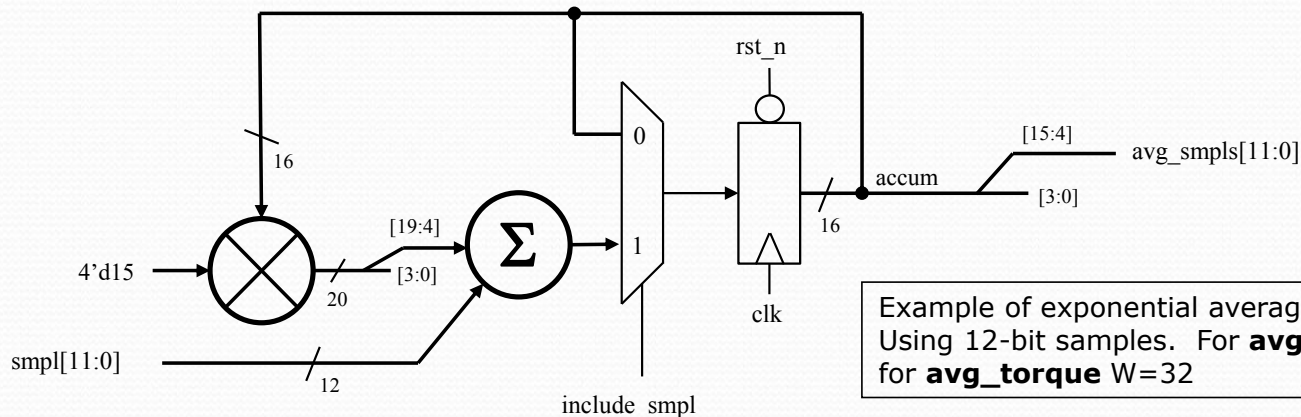 rst_n
0
16
[15:4]
avg_smpls[11:0]
accum
[3:0]
16
[19:4]
Σ
1
4'd15
[3:0]
20
clk
smpl[11:0]
12
include smpl
Example of exponential averag
Using 12-bit samples. For avg
for avg_torque W=32